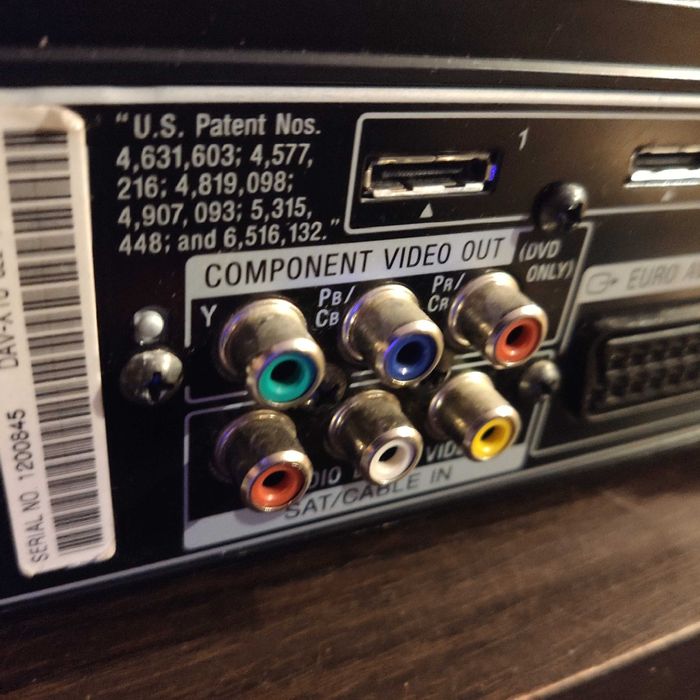 "U.S. Patent Nos.
4,631,603; 4,577,
216; 4,819,098;
4,907,093; 5,315,
448; and 6,516,132."
1
COMPONENT VIDEO OUT
(DVD
ONLY)
Y
PB/
CB
PR/
CR
EURO
SAT/CABLE IN
SERIAL NO. 1200845